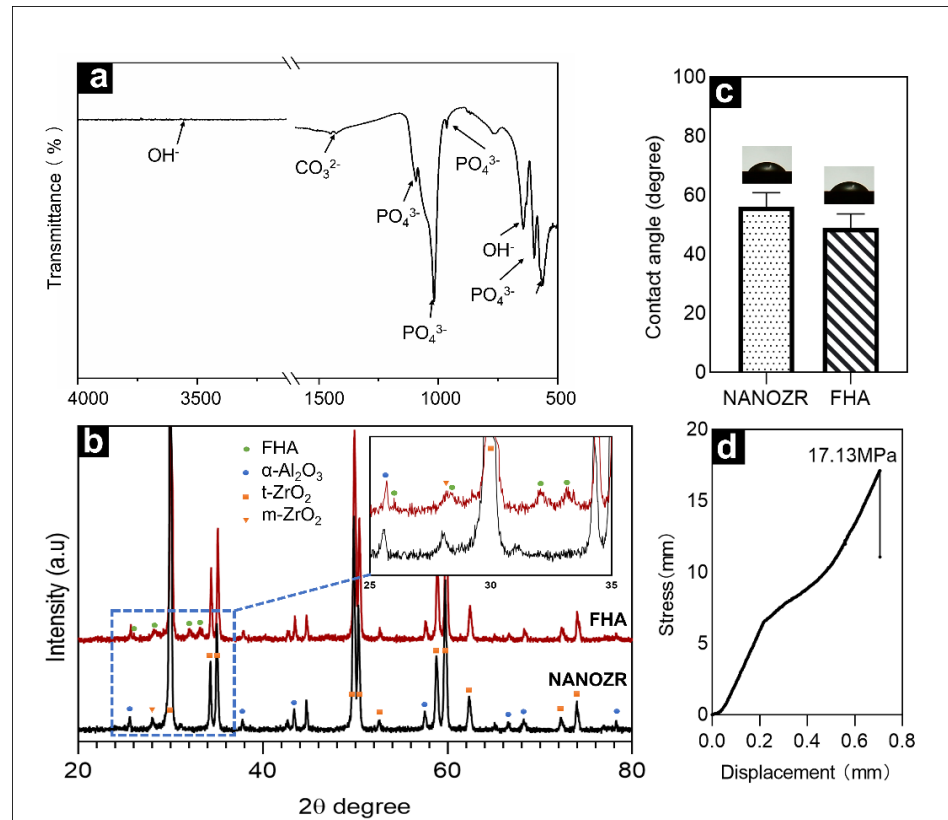 a
Transmittance（%）
OH-
CO₃²⁻
PO₄³⁻
PO₄³⁻
PO₄³⁻
OH-
PO₄³⁻
4000
3500
1500
1000
500
c
Contact angle (degree)
100
80
60
40
20
0
NANOZR
FHA
b
FHA
α-Al₂O₃
t-ZrO₂
m-ZrO₂
25
30
35
Intensity (a.u)
FHA
NANOZR
20
40
60
80
2θ degree
d
17.13MPa
Stress（mm）
20
15
10
5
0
0.0
0.2
0.4
0.6
0.8
Displacement（mm）